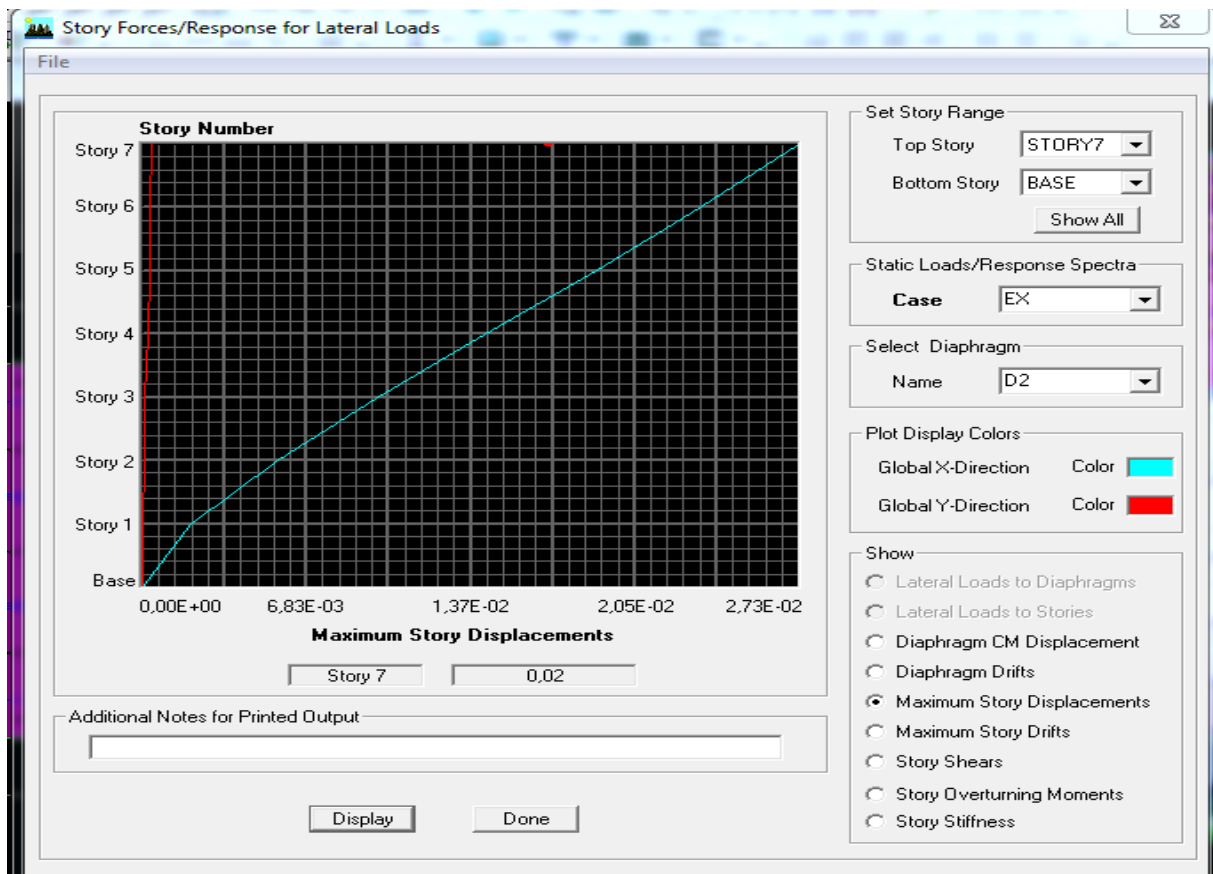 Story Forces/Response for Lateral Loads
File
Story Number
Story 7
Story 6
Story 5
Story 4
Story 3
Story 2
Story 1
Base
0,00E+00 6,83E-03 1,37E-02 2,05E-02 2,73E-02
Maximum Story Displacements
Story 7 0,02
Additional Notes for Printed Output
Display Done
Set Story Range
Top Story STORY7
Bottom Story BASE
Show All
Static Loads/Response Spectra
Case EX
Select Diaphragm
Name D2
Plot Display Colors
Global X-Direction Color
Global Y-Direction Color
Show
Lateral Loads to Diaphragms
Lateral Loads to Stories
Diaphragm CM Displacement
Diaphragm Drifts
Maximum Story Displacements
Maximum Story Drifts
Story Shears
Story Overturning Moments
Story Stiffness